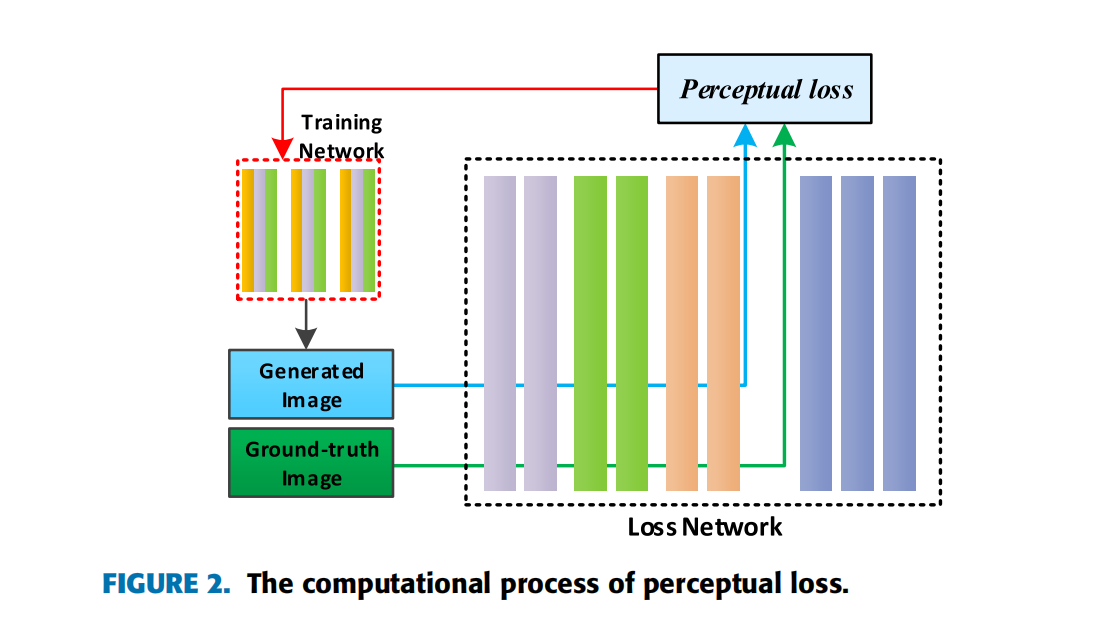 Perceptual loss
Training
Network
Generated
Image
Ground-truth
Image
Loss Network
FIGURE 2. The computational process of perceptual loss.